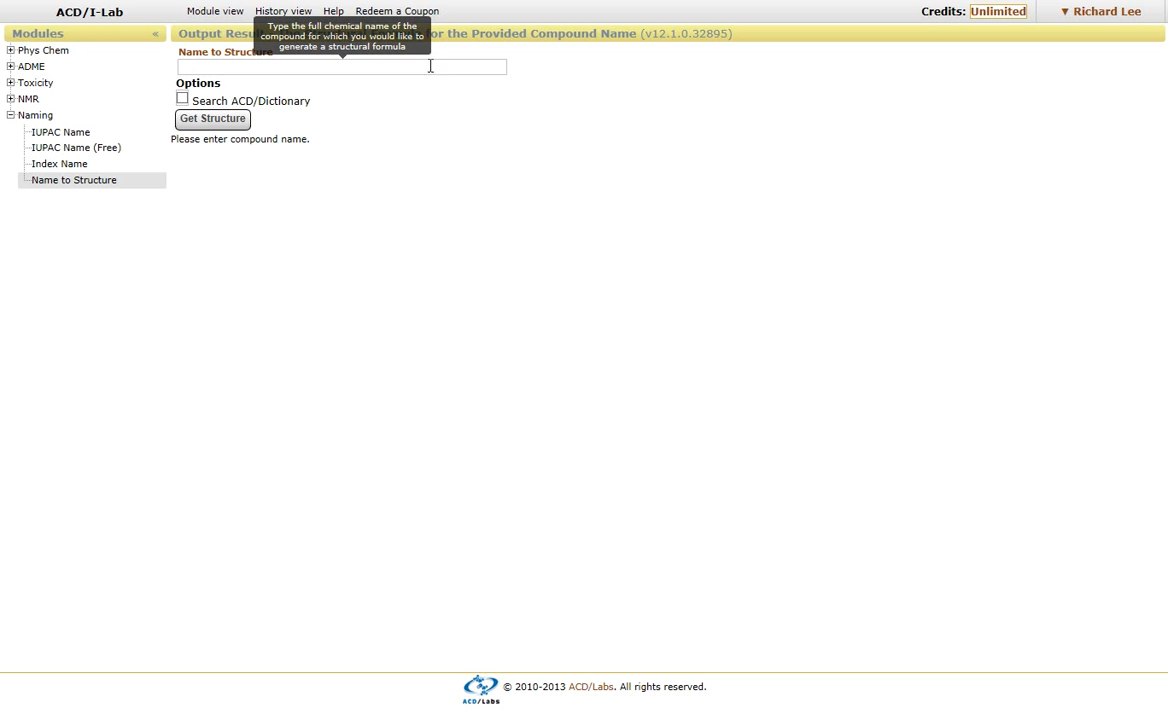 ACD/I-Lab
Module view History view Help Redeem a Coupon
Credits: Unlimited
▼ Richard Lee
Modules «
Phys Chem
ADME
Toxicity
NMR
Naming
IUPAC Name
IUPAC Name (Free)
Index Name
Name to Structure
Output for the Provided Compound Name (v12.1.0.32895)
Type the full chemical name of the
compound for which you would like to
generate a structural formula
Name to Structure
Options
Search ACD/Dictionary
Get Structure
Please enter compound name.
ACD/Labs
© 2010-2013 ACD/Labs. All rights reserved.